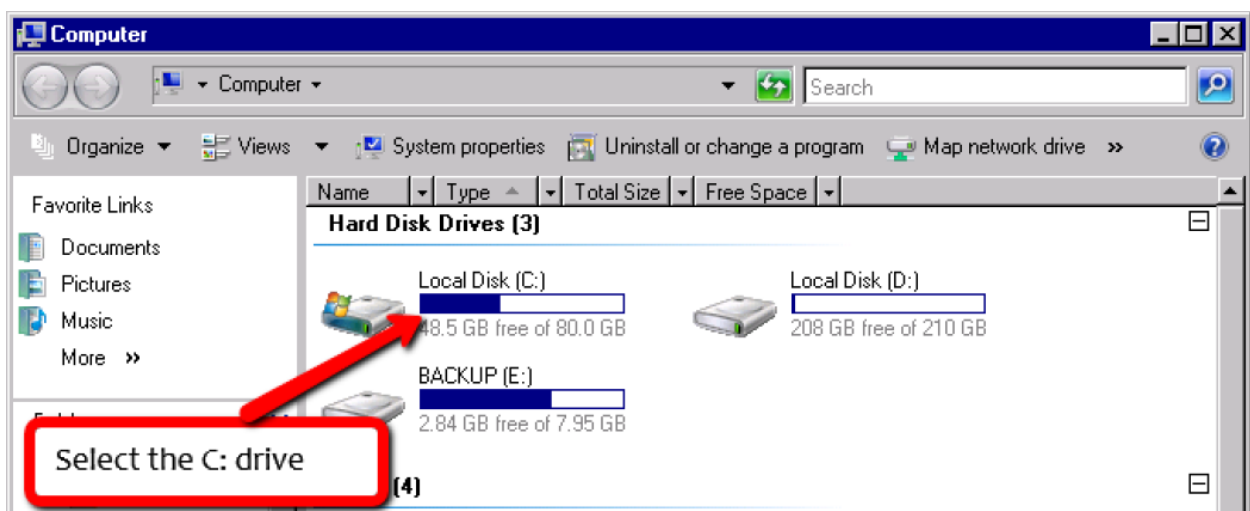 Computer
Computer
Search
Organize Views System properties Uninstall or change a program Map network drive »
Favorite Links
Documents
Pictures
Music
More »
Name Type Total Size Free Space
Hard Disk Drives (3)
Local Disk (C:)
48.5 GB free of 80.0 GB
Local Disk (D:)
208 GB free of 210 GB
BACKUP (E:)
2.84 GB free of 7.95 GB
Select the C: drive
(4)